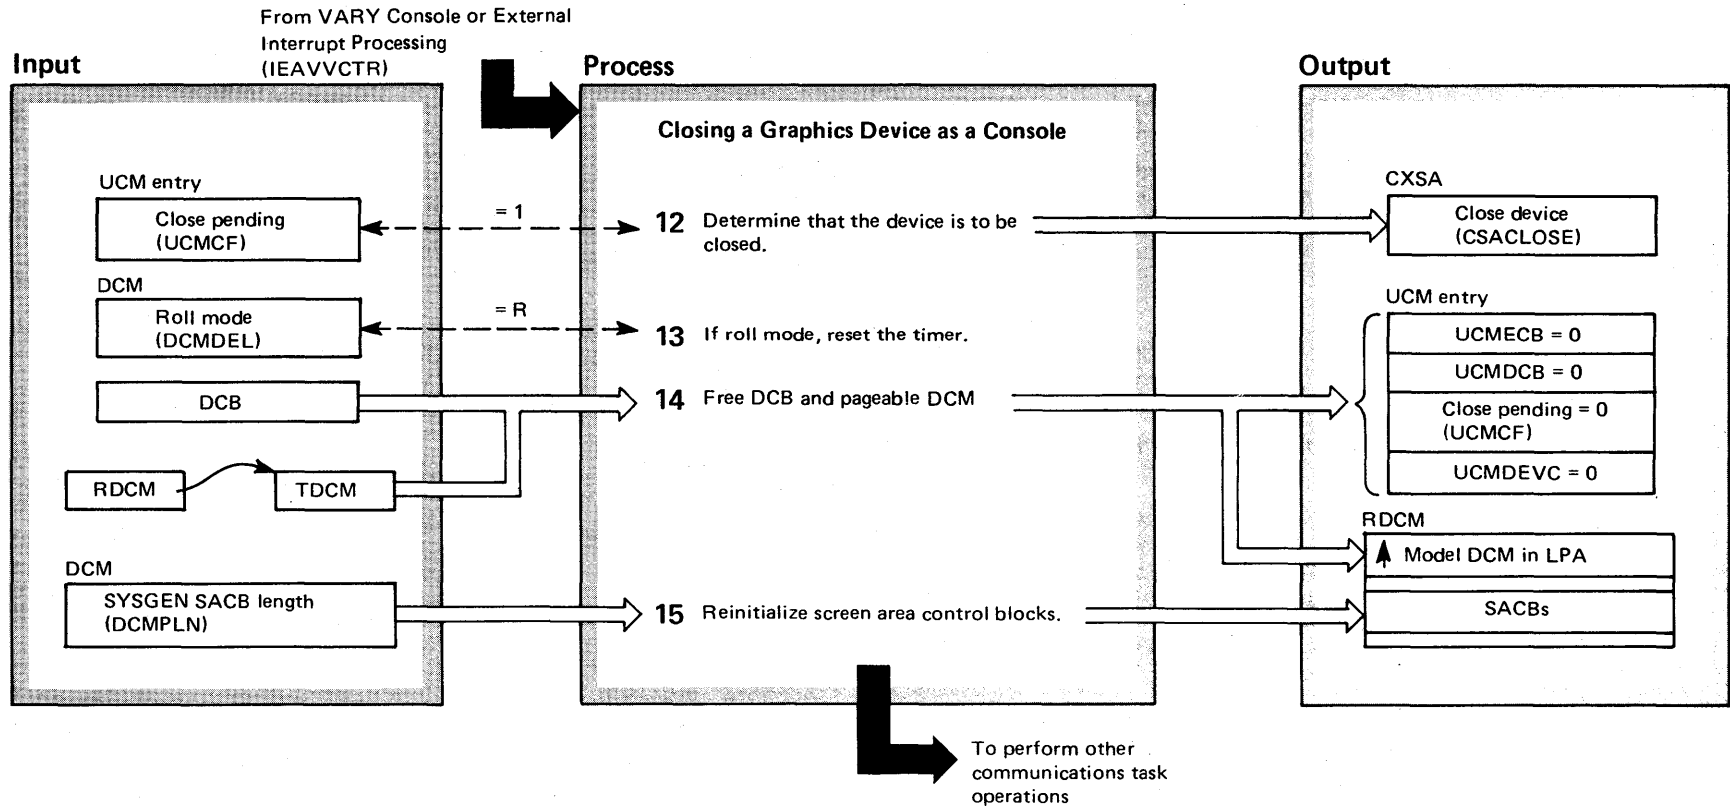 From VARY Console or External
Interrupt Processing
(IEAVVCTR)
Input
Process
Output
Closing a Graphics Device as a Console
UCM entry
Close pending
(UCMCF)
= 1
12 Determine that the device is to be
closed.
CXSA
Close device
(CSACLOSE)
DCM
Roll mode
(DCMDEL)
= R
13 If roll mode, reset the timer.
UCM entry
UCMECB = 0
UCMDCB = 0
Close pending = 0
(UCMCF)
UCMDEVC = 0
DCB
14 Free DCB and pageable DCM
RDCM
TDCM
RDCM
Model DCM in LPA
SACBs
DCM
SYSGEN SACB length
(DCMPLN)
15 Reinitialize screen area control blocks.
To perform other
communications task
operations